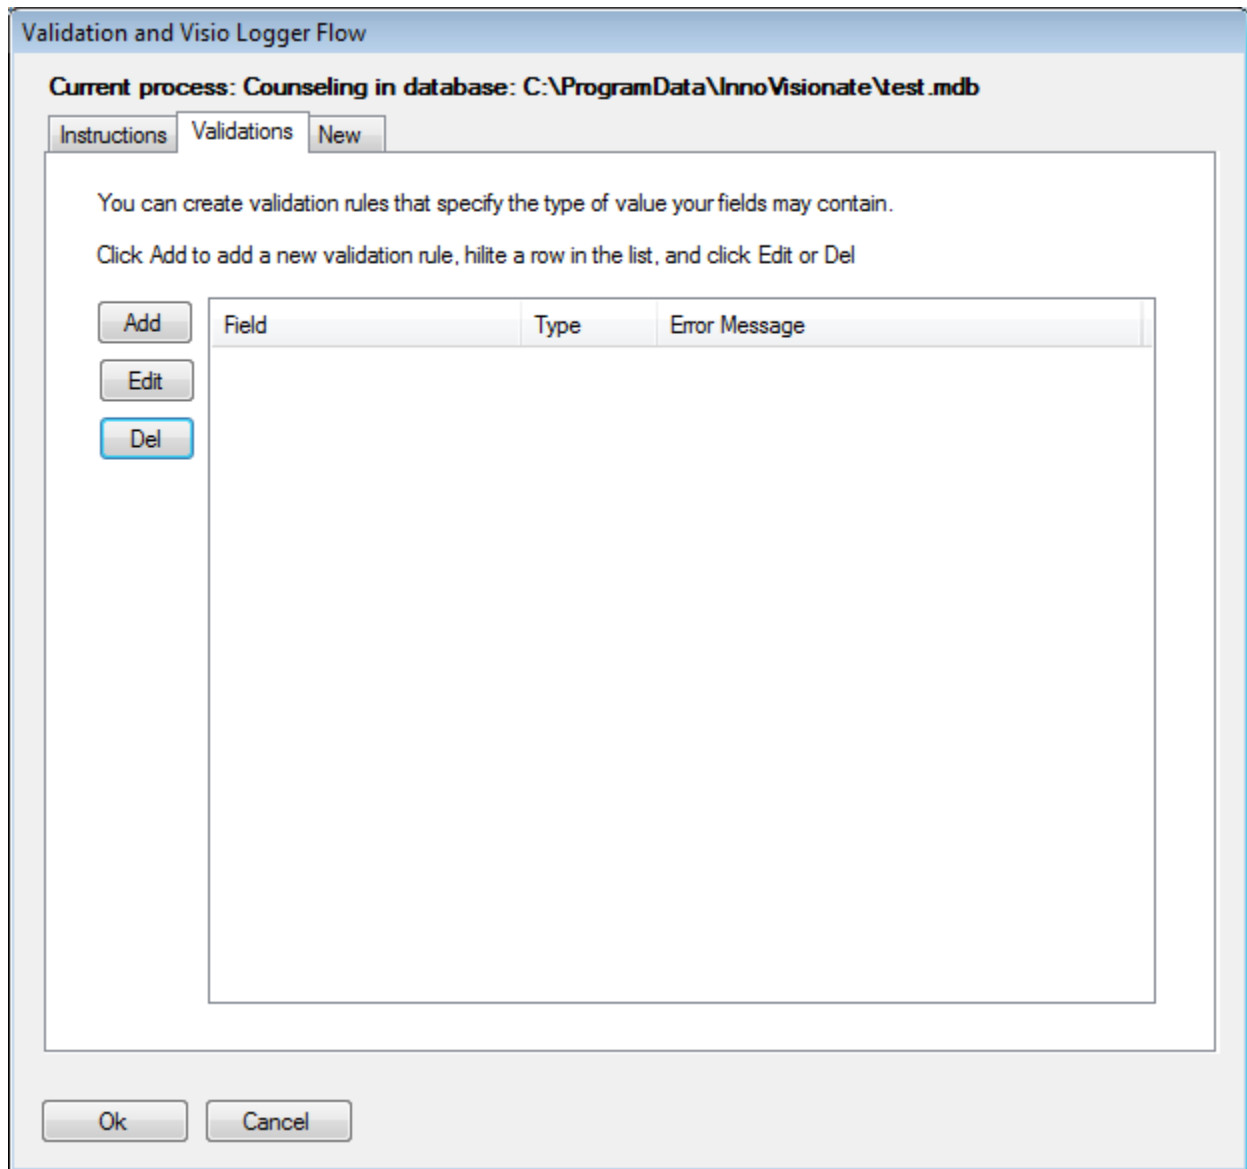 Validation and Visio Logger Flow
Current process: Counseling in database: C:\ProgramData\InnoVisionate\test.mdb
Instructions Validations New
You can create validation rules that specify the type of value your fields may contain.
Click Add to add a new validation rule, hilite a row in the list, and click Edit or Del
Add Field Type Error Message
Edit
Del
Ok Cancel